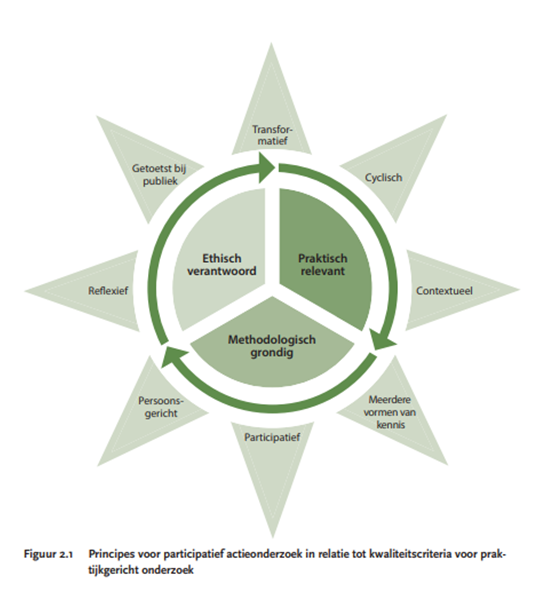 Transfor-
matief
Getoetst bij
publiek
Cyclisch
Ethisch
verantwoord
Praktisch
relevant
Reflexief
Contextueel
Methodologisch
grondig
Persoons-
gericht
Meerdere
vormen van
kennis
Participatief
Figuur 2.1 Principes voor participatief actieonderzoek in relatie tot kwaliteitscriteria voor prak-
tijkgericht onderzoek